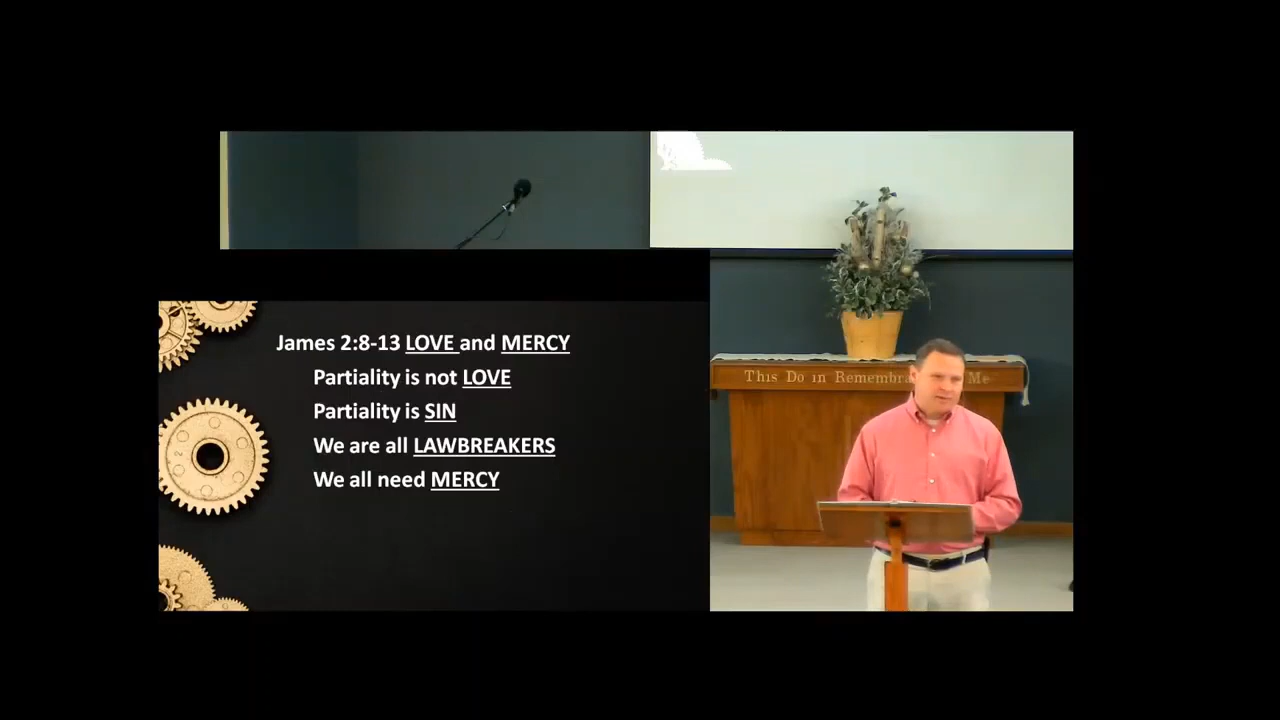 James 2:8-13 LOVE and MERCY
Partiality is not LOVE
Partiality is SIN
We are all LAWBREAKERS
We all need MERCY
This Do in Remembra Me